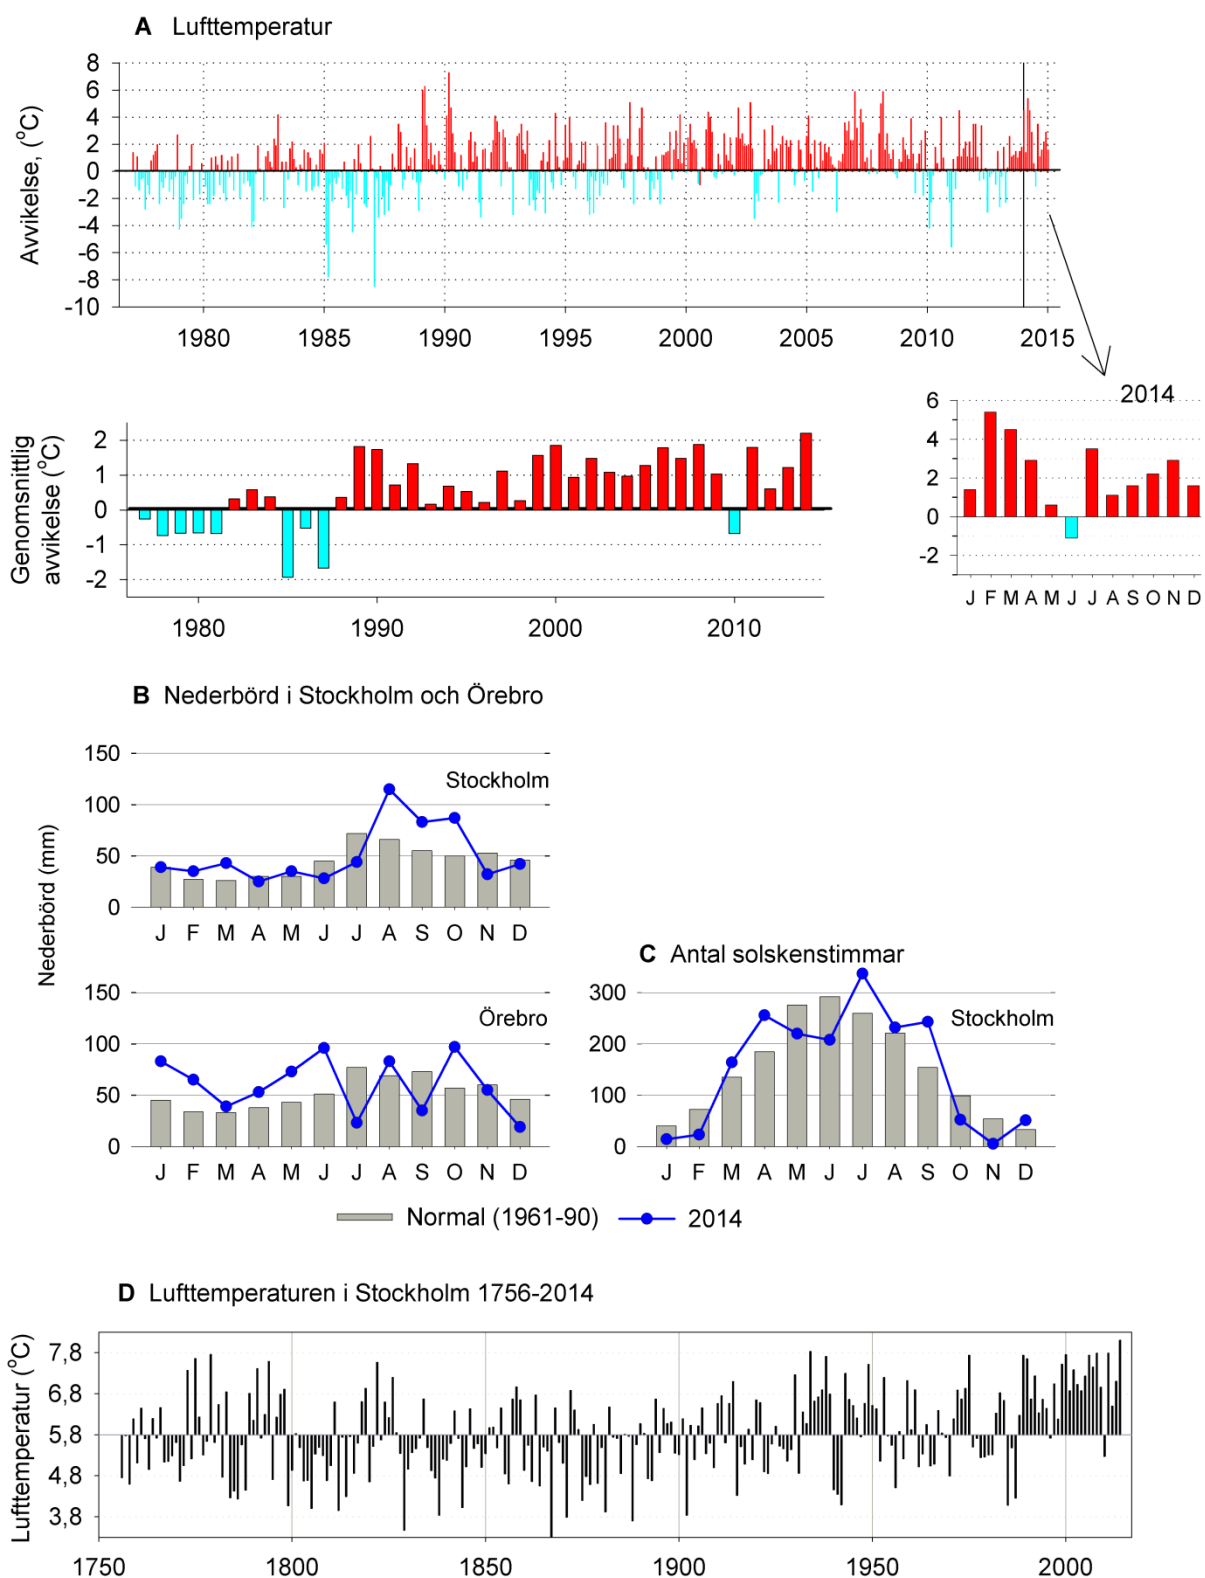 A Lufttemperatur
Avvikelse, (°C)
8
6
4
2
0
-2
-4
-6
-8
-10
1980 1985 1990 1995 2000 2005 2010 2015
Genomsnittlig
avvikelse (°C)
2
1
0
-1
-2
1980 1990 2000 2010
2014
6
4
2
0
-2
J F M A M J J A S O N D
B Nederbörd i Stockholm och Örebro
Nederbörd (mm)
150
100
50
0
Stockholm
J F M A M J J A S O N D
150
100
50
0
Örebro
J F M A M J J A S O N D
C Antal solskenstimmar
300
200
100
0
Stockholm
J F M A M J J A S O N D
Normal (1961-90) 2014
D Lufttemperaturen i Stockholm 1756-2014
Lufttemperatur (°C)
7,8
6,8
5,8
4,8
3,8
1750 1800 1850 1900 1950 2000